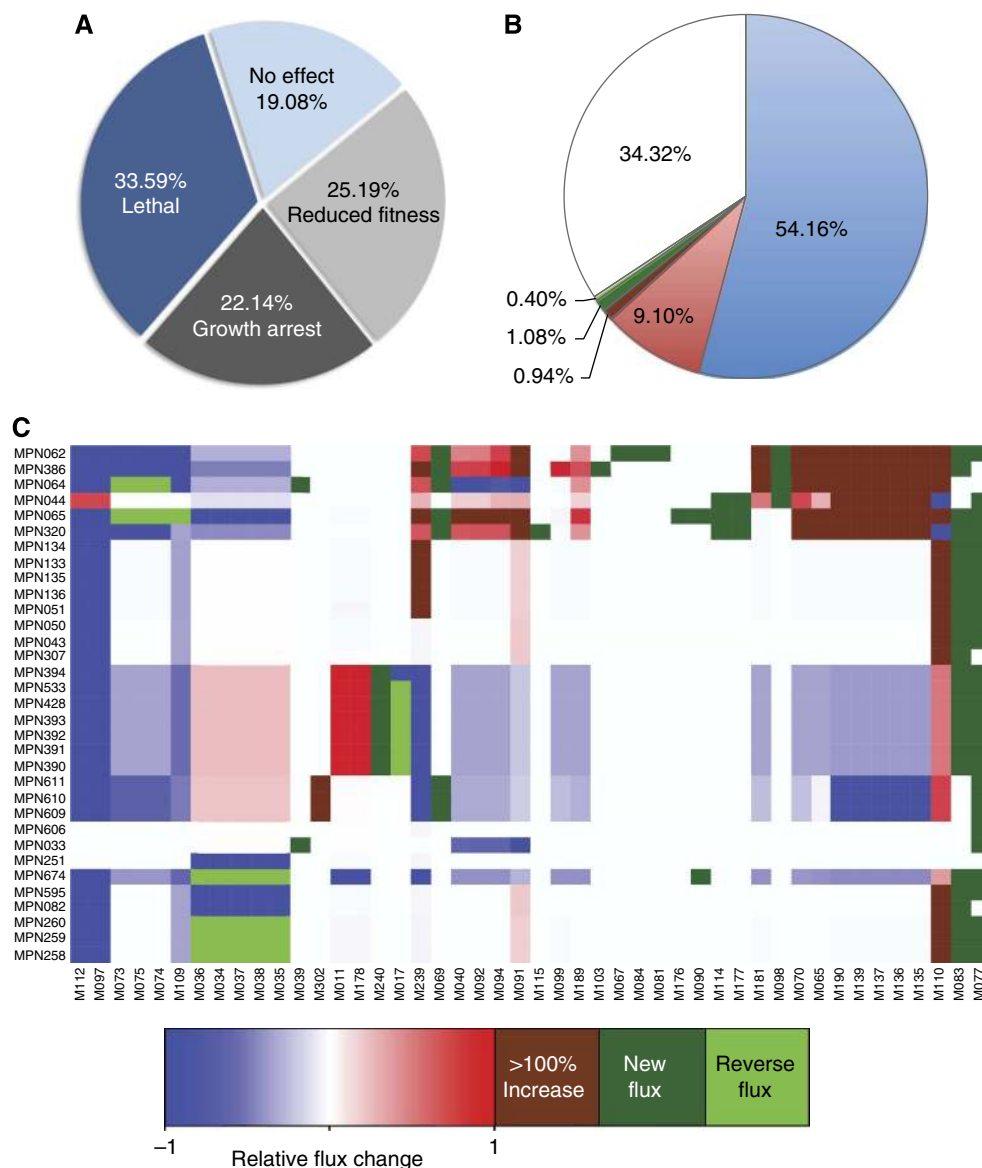 A
No effect
19.08%
33.59%
Lethal
25.19%
Reduced fitness
22.14%
Growth arrest
B
34.32%
54.16%
0.40%
1.08%
0.94%
9.10%
C
MPN062
MPN386
MPN064
MPN044
MPN065
MPN320
MPN134
MPN133
MPN135
MPN136
MPN051
MPN050
MPN043
MPN307
MPN394
MPN533
MPN428
MPN393
MPN392
MPN391
MPN390
MPN611
MPN610
MPN609
MPN606
MPN033
MPN251
MPN674
MPN595
MPN082
MPN260
MPN259
MPN258
M112
M097
M073
M075
M074
M109
M036
M034
M037
M038
M035
M039
M302
M011
M178
M240
M017
M239
M069
M040
M092
M094
M091
M115
M099
M189
M103
M067
M084
M081
M176
M090
M114
M177
M181
M098
M070
M065
M190
M139
M137
M136
M135
M110
M083
M077
>100%
Increase
New
flux
Reverse
flux
−1
1
Relative flux change